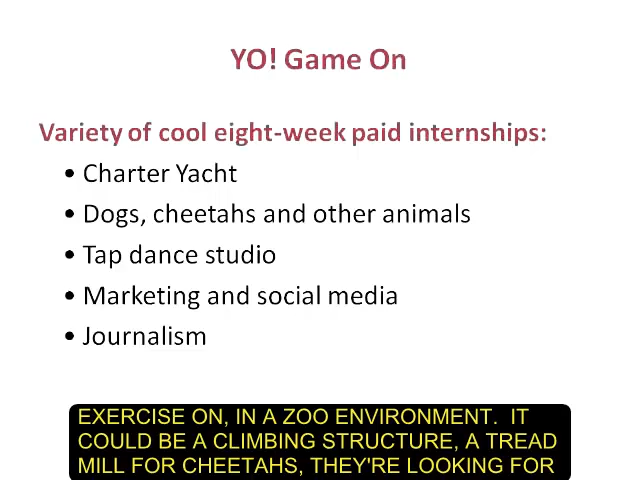 YO! Game On
Variety of cool eight-week paid internships:
• Charter Yacht
• Dogs, cheetahs and other animals
• Tap dance studio
• Marketing and social media
• Journalism
EXERCISE ON, IN A ZOO ENVIRONMENT.  IT
COULD BE A CLIMBING STRUCTURE, A TREAD
MILL FOR CHEETAHS, THEY'RE LOOKING FOR